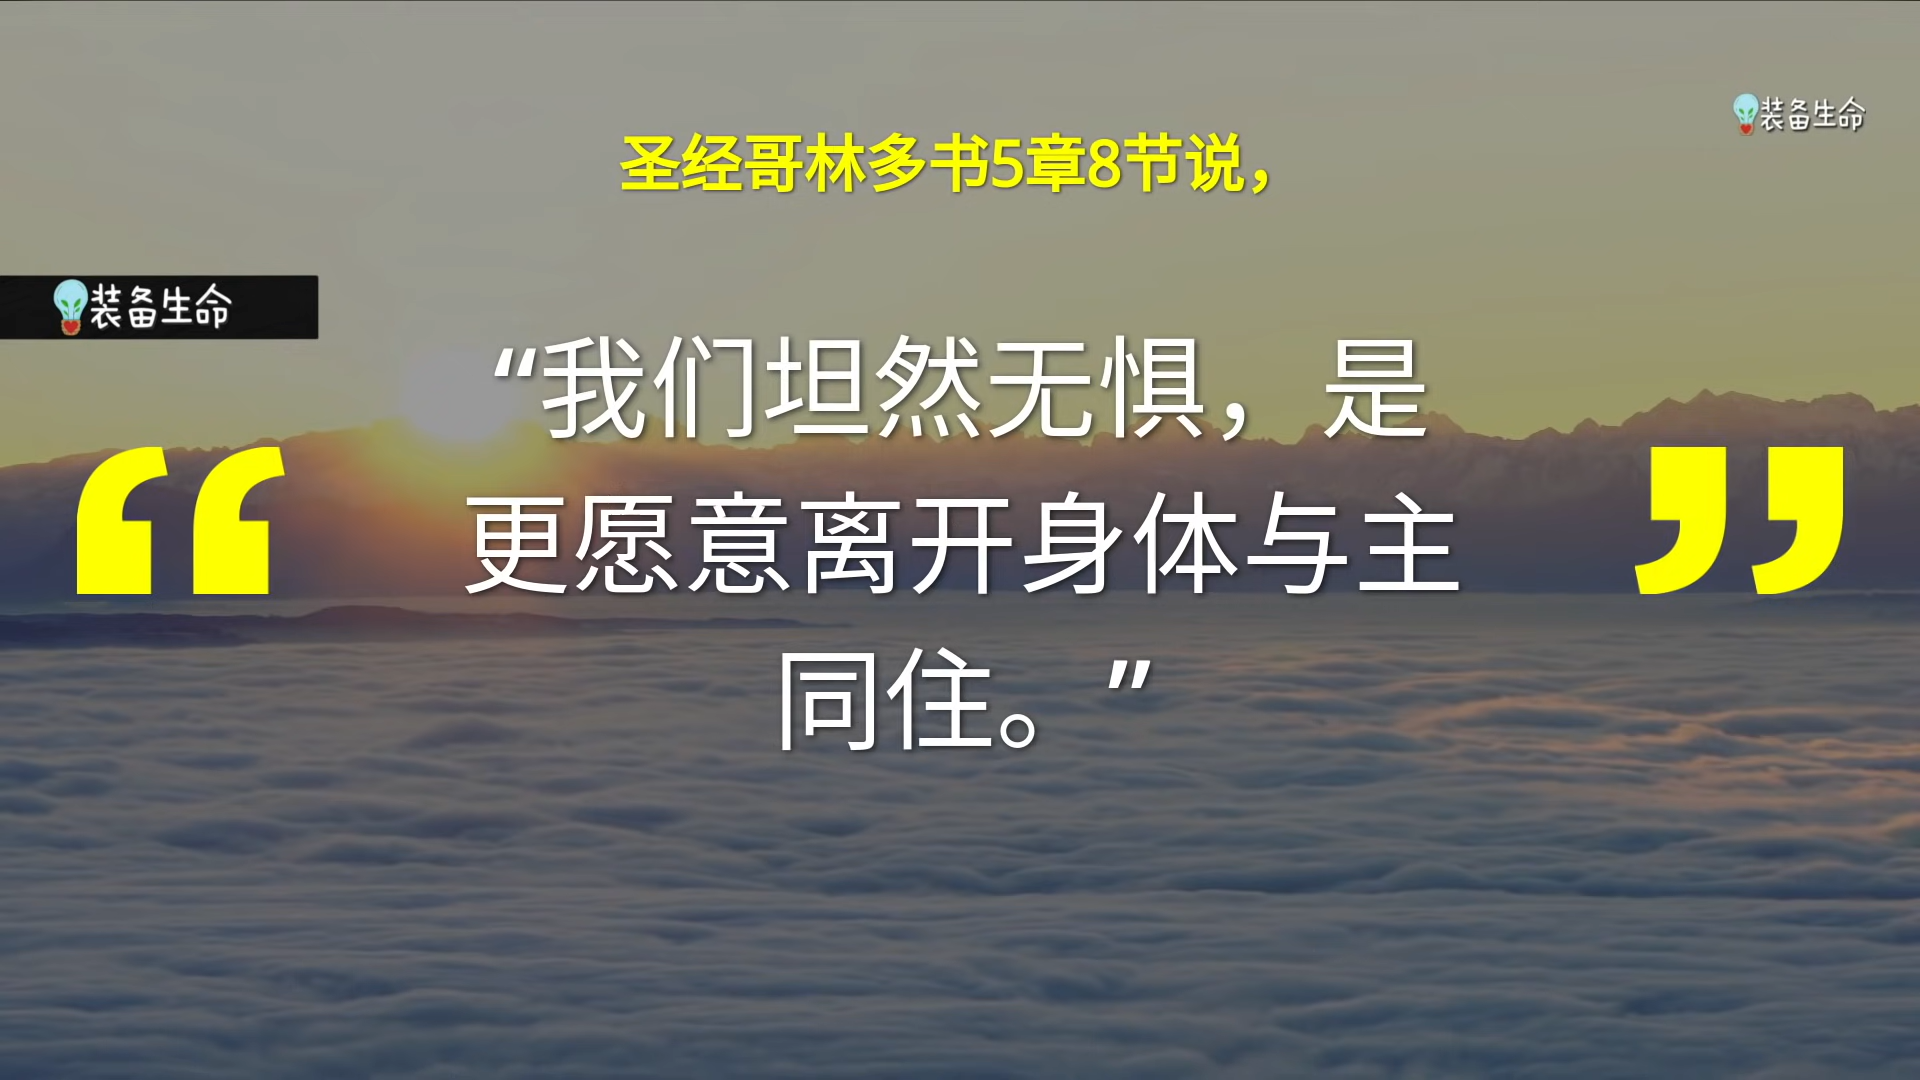 装备生命
圣经哥林多书5章8节说，
装备生命
“我们坦然无惧，是
更愿意离开身体与主
同住。”